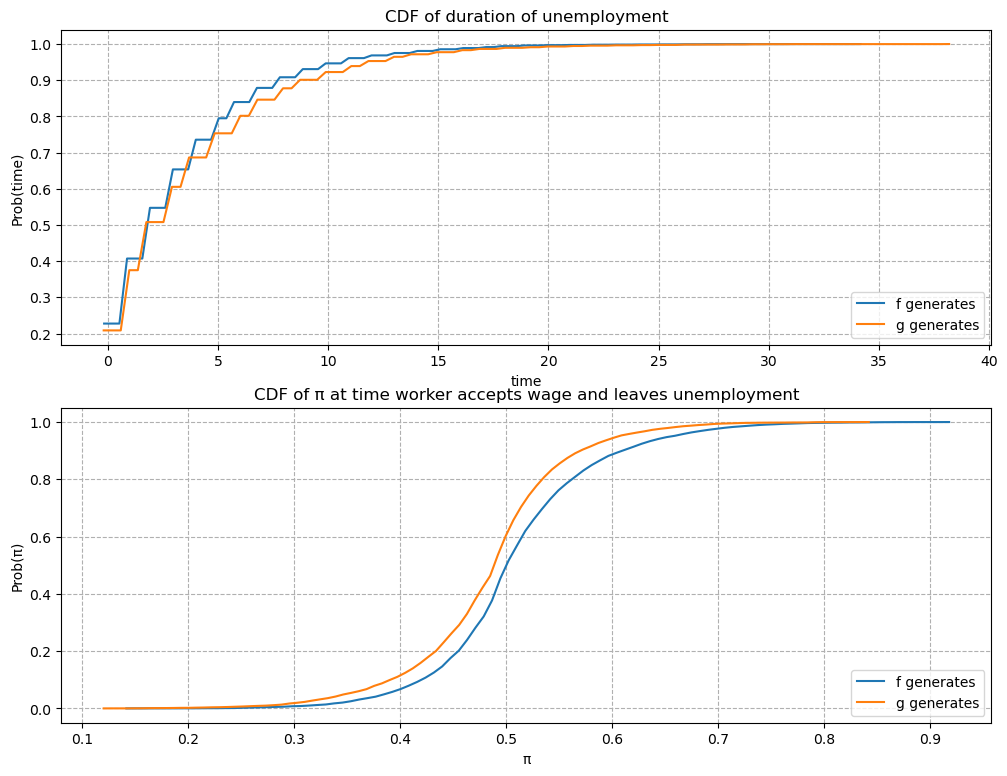 CDF of duration of unemployment
1.0
0.9
0.8
0.7
0.6
0.5
0.4
0.3
0.2
Prob(time)
f generates
g generates
0 5 10 15 20 25 30 35 40
time
CDF of π at time worker accepts wage and leaves unemployment
1.0
0.8
0.6
0.4
0.2
0.0
Prob(π)
f generates
g generates
0.1 0.2 0.3 0.4 0.5 0.6 0.7 0.8 0.9
π